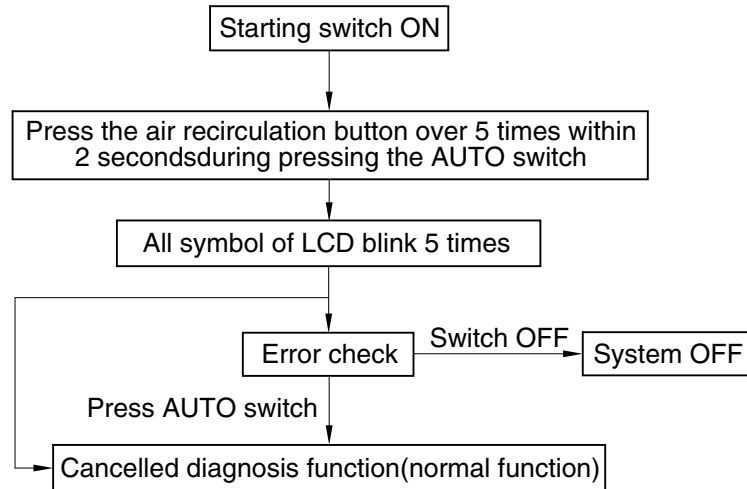 Starting switch ON
Press the air recirculation button over 5 times within
2 secondsduring pressing the AUTO switch
All symbol of LCD blink 5 times
Error check
Switch OFF
System OFF
Press AUTO switch
Cancelled diagnosis function(normal function)